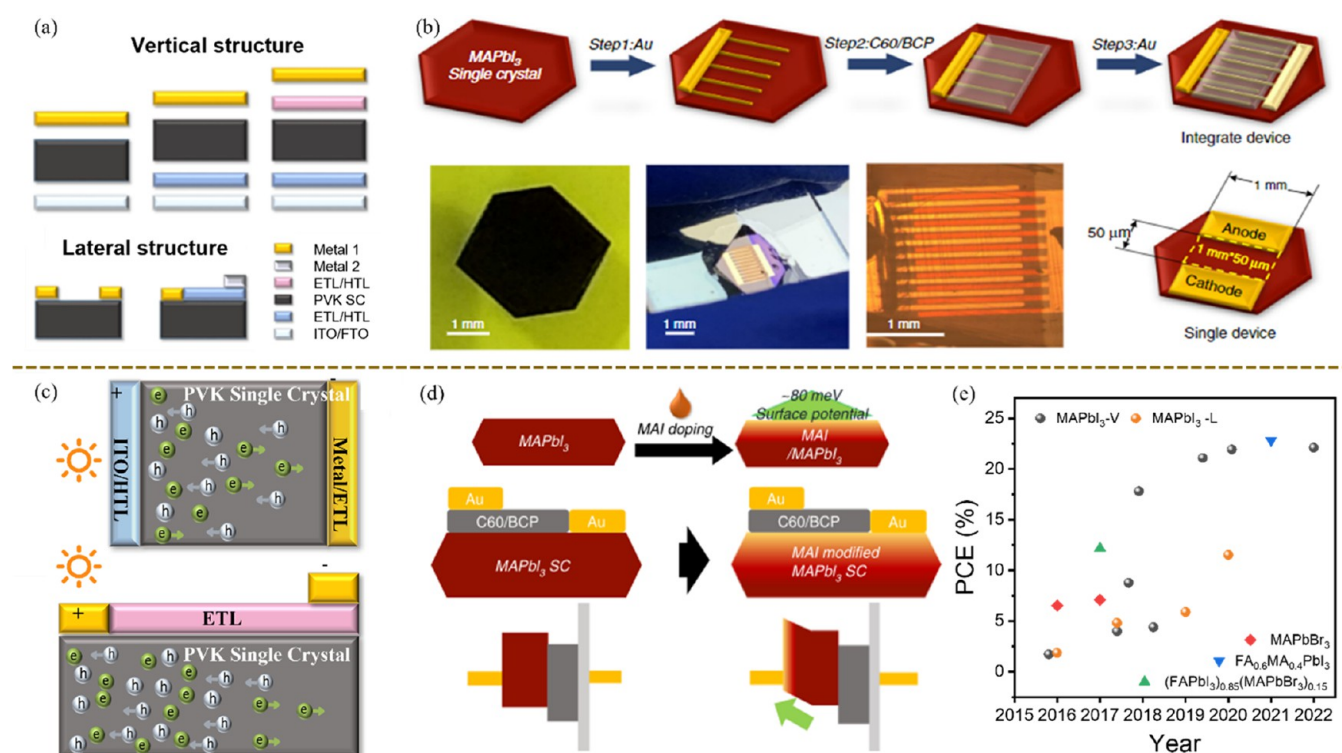 (a)
Vertical structure
Lateral structure
Metal 1
Metal 2
ETL/HTL
PVK SC
ETL/HTL
ITO/FTO
(b)
MAPbI₃
Single crystal
Step1:Au
Step2:C60/BCP
Step3:Au
Integrate device
1 mm
1 mm
1 mm
1 mm
50 μm
Anode
1 mm*50 μm
Cathode
Single device
(c)
+
-
PVK Single Crystal
ITO/HTL
Metal/ETL
e e e e e e e e
h h h h h h h h h h
+
-
ETL
PVK Single Crystal
e e e e e e e e e
h h h h h h h h h h h h
(d)
MAPbI₃
MAI doping
~80 meV
Surface potential
MAI
/MAPbI₃
Au
C60/BCP
Au
MAPbI₃ SC
Au
C60/BCP
Au
MAI modified
MAPbI₃ SC
(e)
PCE (%)
25
20
15
10
5
0
MAPbI₃-V
MAPbI₃ -L
MAPbBr₃
FA₀.₆MA₀.₄PbI₃
(FAPbI₃)₀.₈₅(MAPbBr₃)₀.₁₅
2015 2016 2017 2018 2019 2020 2021 2022
Year